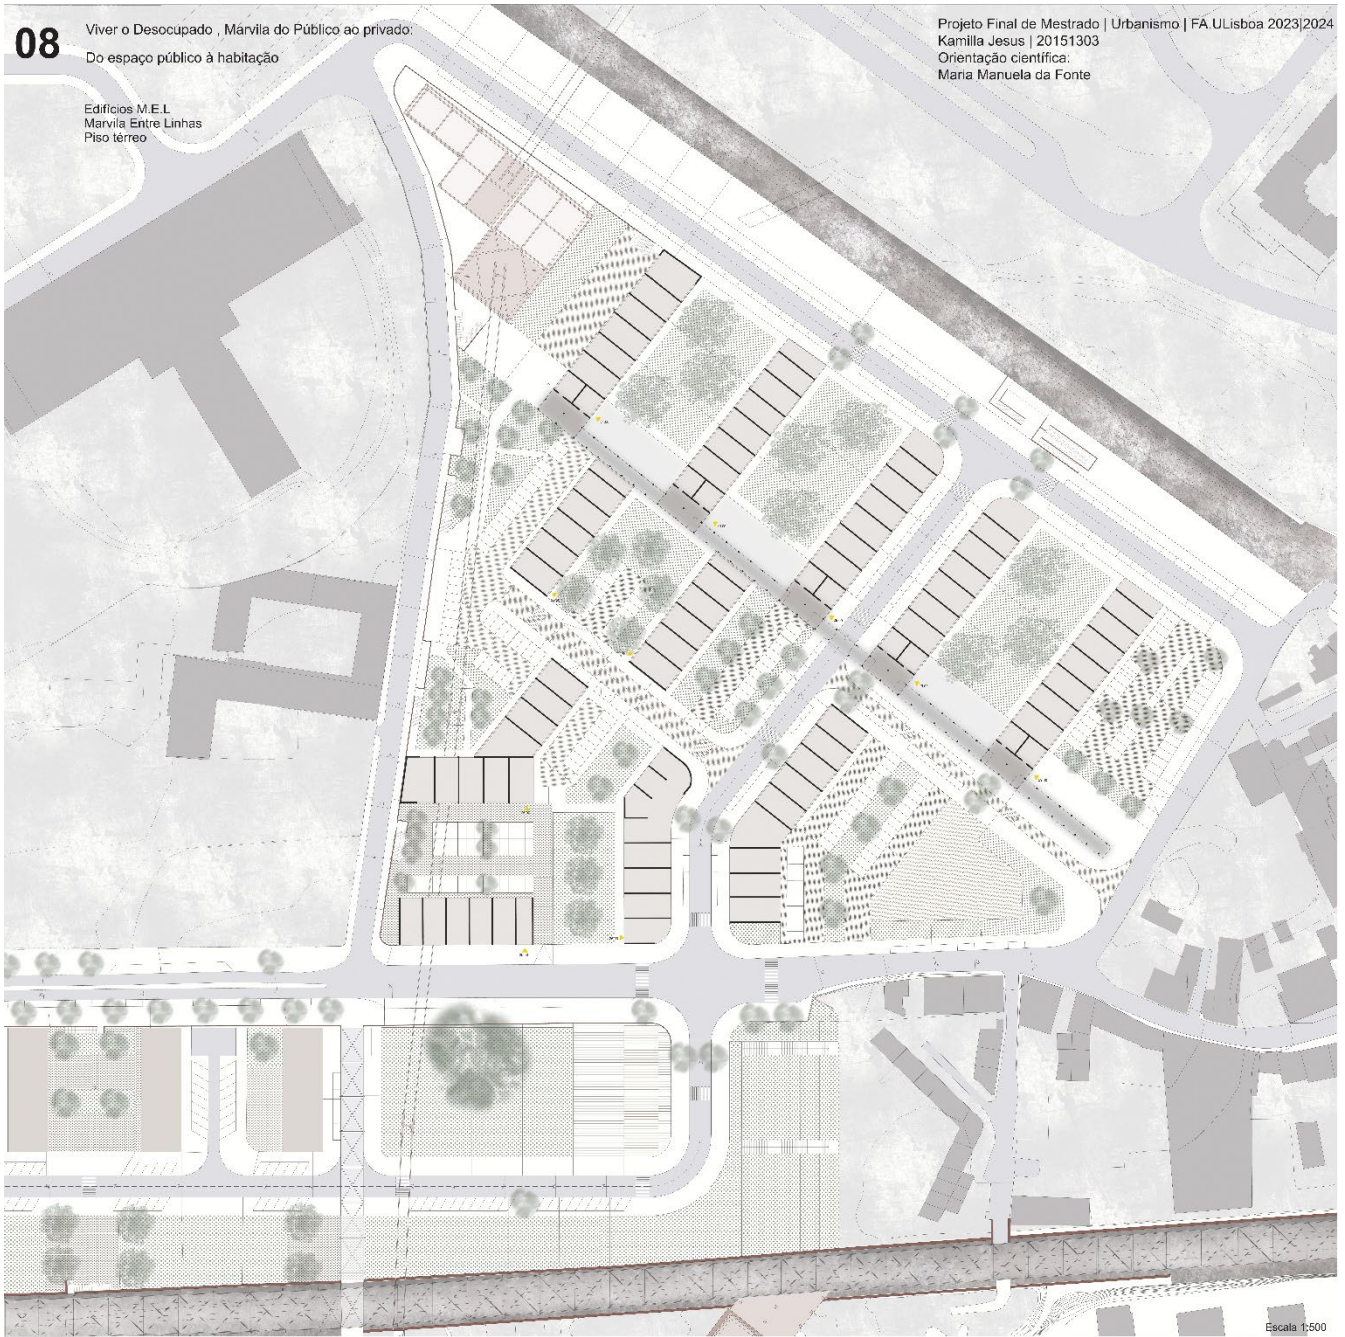 08
Viver o Desocupado , Marvila do Público ao privado:
Do espaço público à habitação
Edifícios M.E.L
Marvila Entre Linhas
Piso térreo
Projeto Final de Mestrado | Urbanismo | FA.ULisboa 2023|2024
Kamilla Jesus | 20151303
Orientação científica:
Maria Manuela da Fonte
Escala 1:500